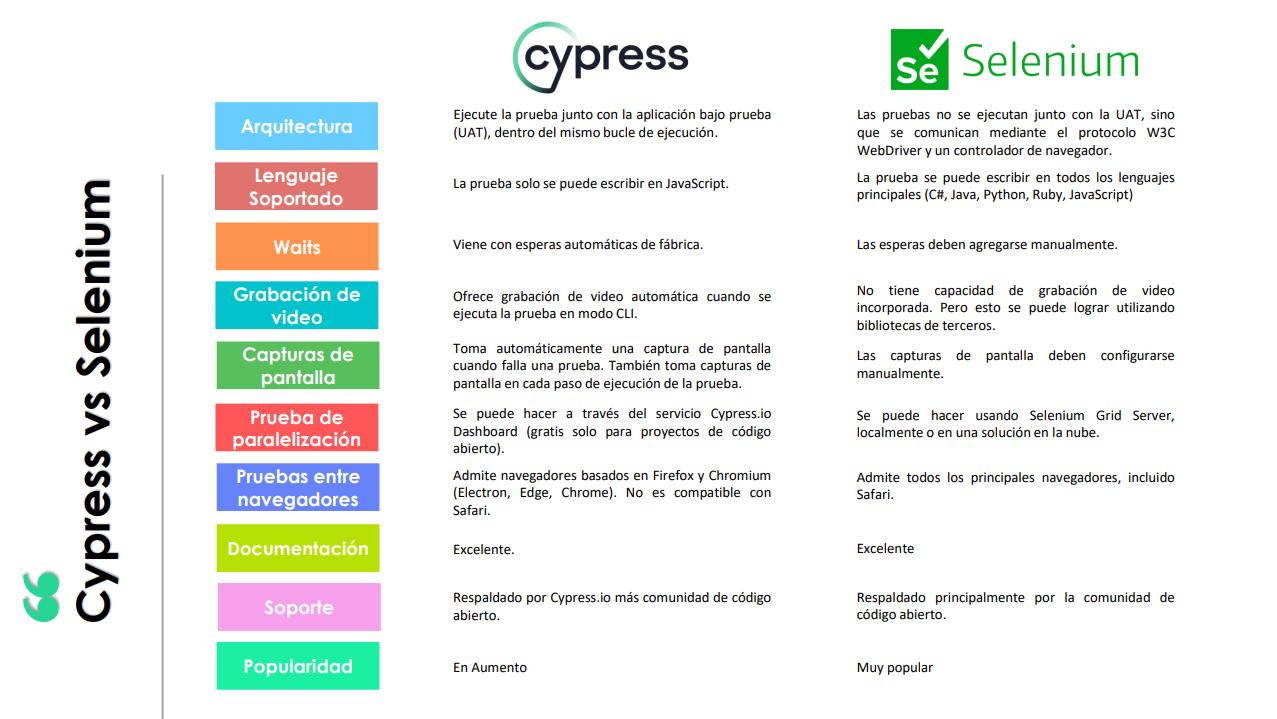 cypress
Se Selenium
Cypress vs Selenium
Arquitectura
Ejecute la prueba junto con la aplicación bajo prueba
(UAT), dentro del mismo bucle de ejecución.
Las pruebas no se ejecutan junto con la UAT, sino
que se comunican mediante el protocolo W3C
WebDriver y un controlador de navegador.
Lenguaje
Soportado
La prueba solo se puede escribir en JavaScript.
La prueba se puede escribir en todos los lenguajes
principales (C#, Java, Python, Ruby, JavaScript)
Waits
Viene con esperas automáticas de fábrica.
Las esperas deben agregarse manualmente.
Grabación de
video
Ofrece grabación de video automática cuando se
ejecuta la prueba en modo CLI.
No tiene capacidad de grabación de video
incorporada. Pero esto se puede lograr utilizando
bibliotecas de terceros.
Capturas de
pantalla
Toma automáticamente una captura de pantalla
cuando falla una prueba. También toma capturas de
pantalla en cada paso de ejecución de la prueba.
Las capturas de pantalla deben configurarse
manualmente.
Prueba de
paralelización
Se puede hacer a través del servicio Cypress.io
Dashboard (gratis solo para proyectos de código
abierto).
Se puede hacer usando Selenium Grid Server,
localmente o en una solución en la nube.
Pruebas entre
navegadores
Admite navegadores basados en Firefox y Chromium
(Electron, Edge, Chrome). No es compatible con
Safari.
Admite todos los principales navegadores, incluido
Safari.
Documentación
Excelente.
Excelente
Soporte
Respaldado por Cypress.io más comunidad de código
abierto.
Respaldado principalmente por la comunidad de
código abierto.
Popularidad
En Aumento
Muy popular